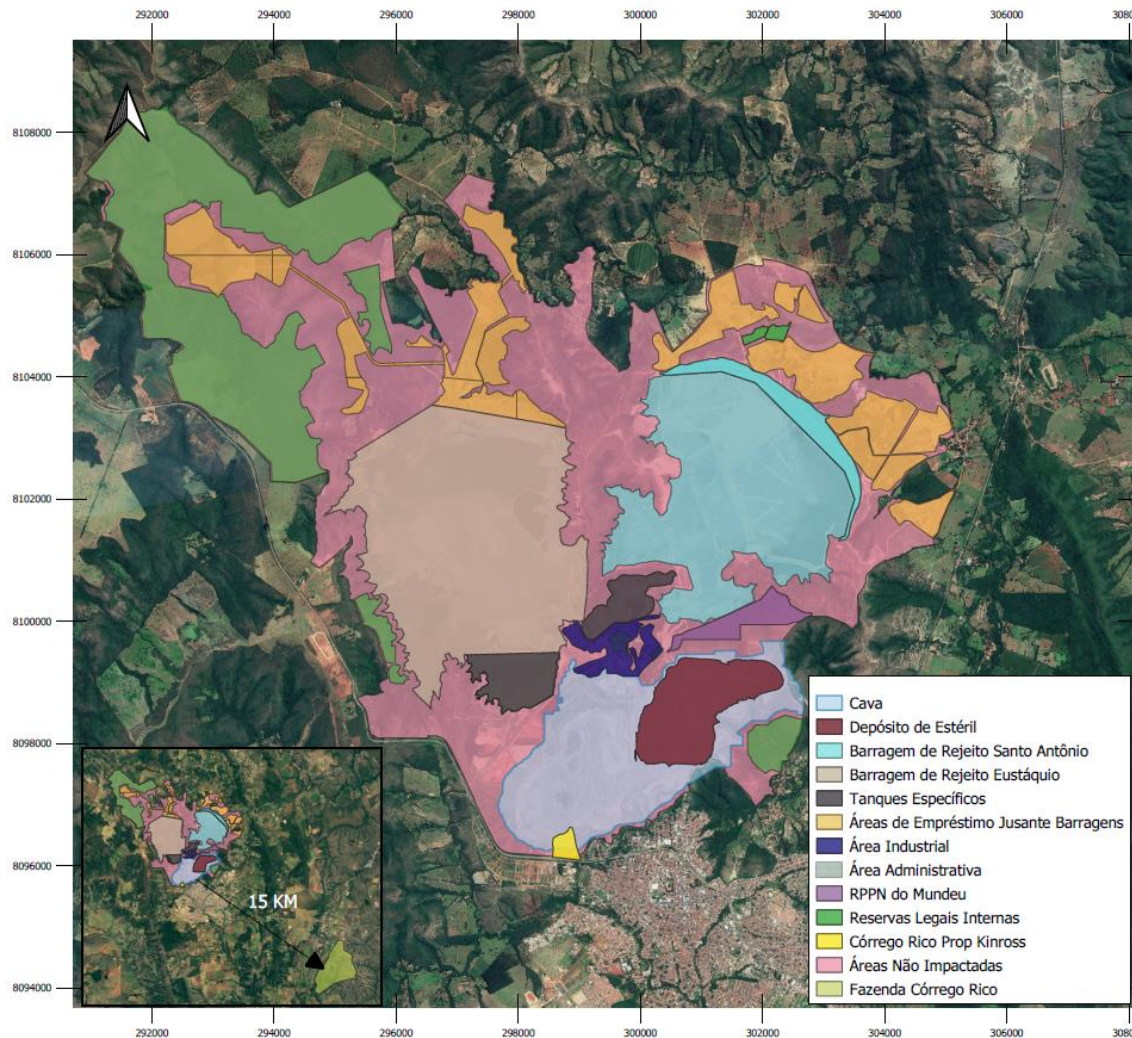 292000 294000 296000 298000 300000 302000 304000 306000
8108000
8106000
8104000
8102000
8100000
8098000
8096000
8094000
15 KM
Cava
Depósito de Estéril
Barragem de Rejeito Santo Antônio
Barragem de Rejeito Eustáquio
Tanques Específicos
Áreas de Empréstimo Jusante Barragens
Área Industrial
Área Administrativa
RPPN do Mundeu
Reservas Legais Internas
Córrego Rico Prop Kinross
Áreas Não Impactadas
Fazenda Córrego Rico
292000 294000 296000 298000 300000 302000 304000 306000